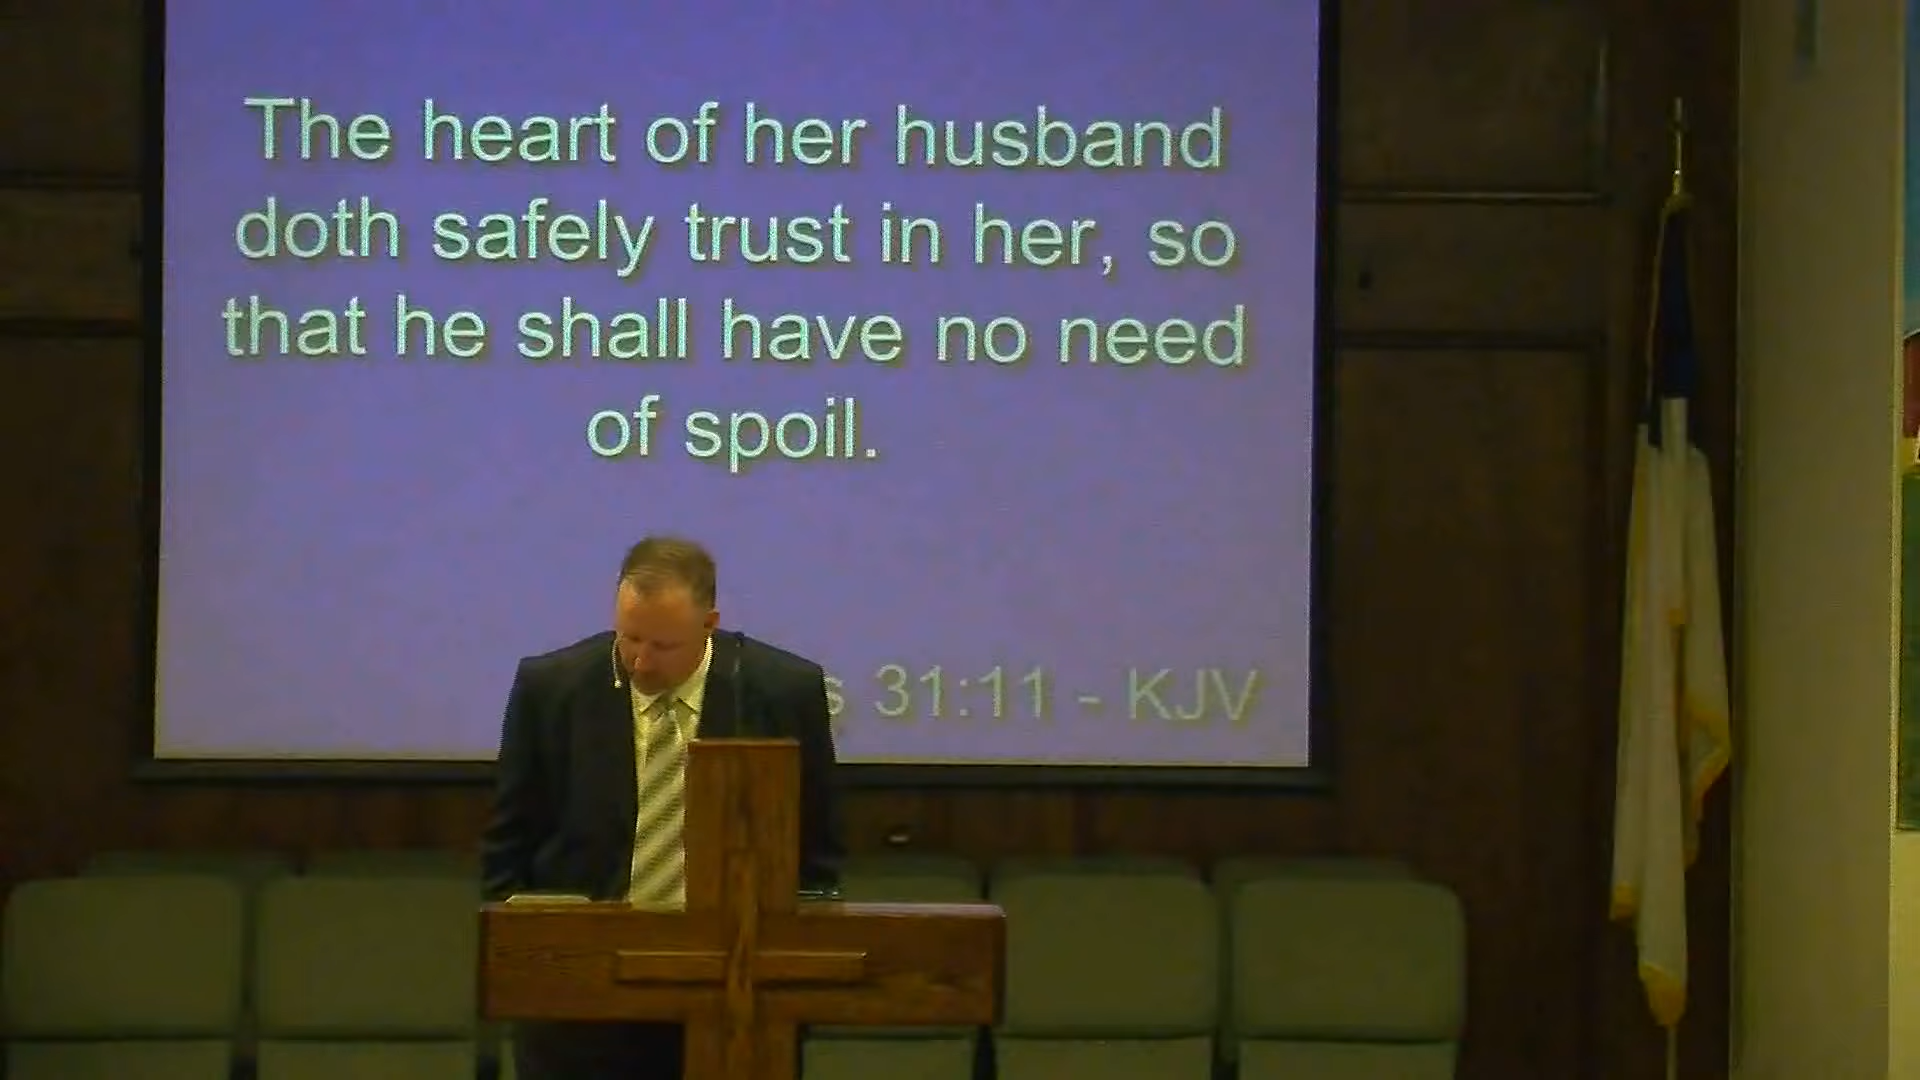 The heart of her husband
doth safely trust in her, so
that he shall have no need
of spoil.
31:11 - KJV